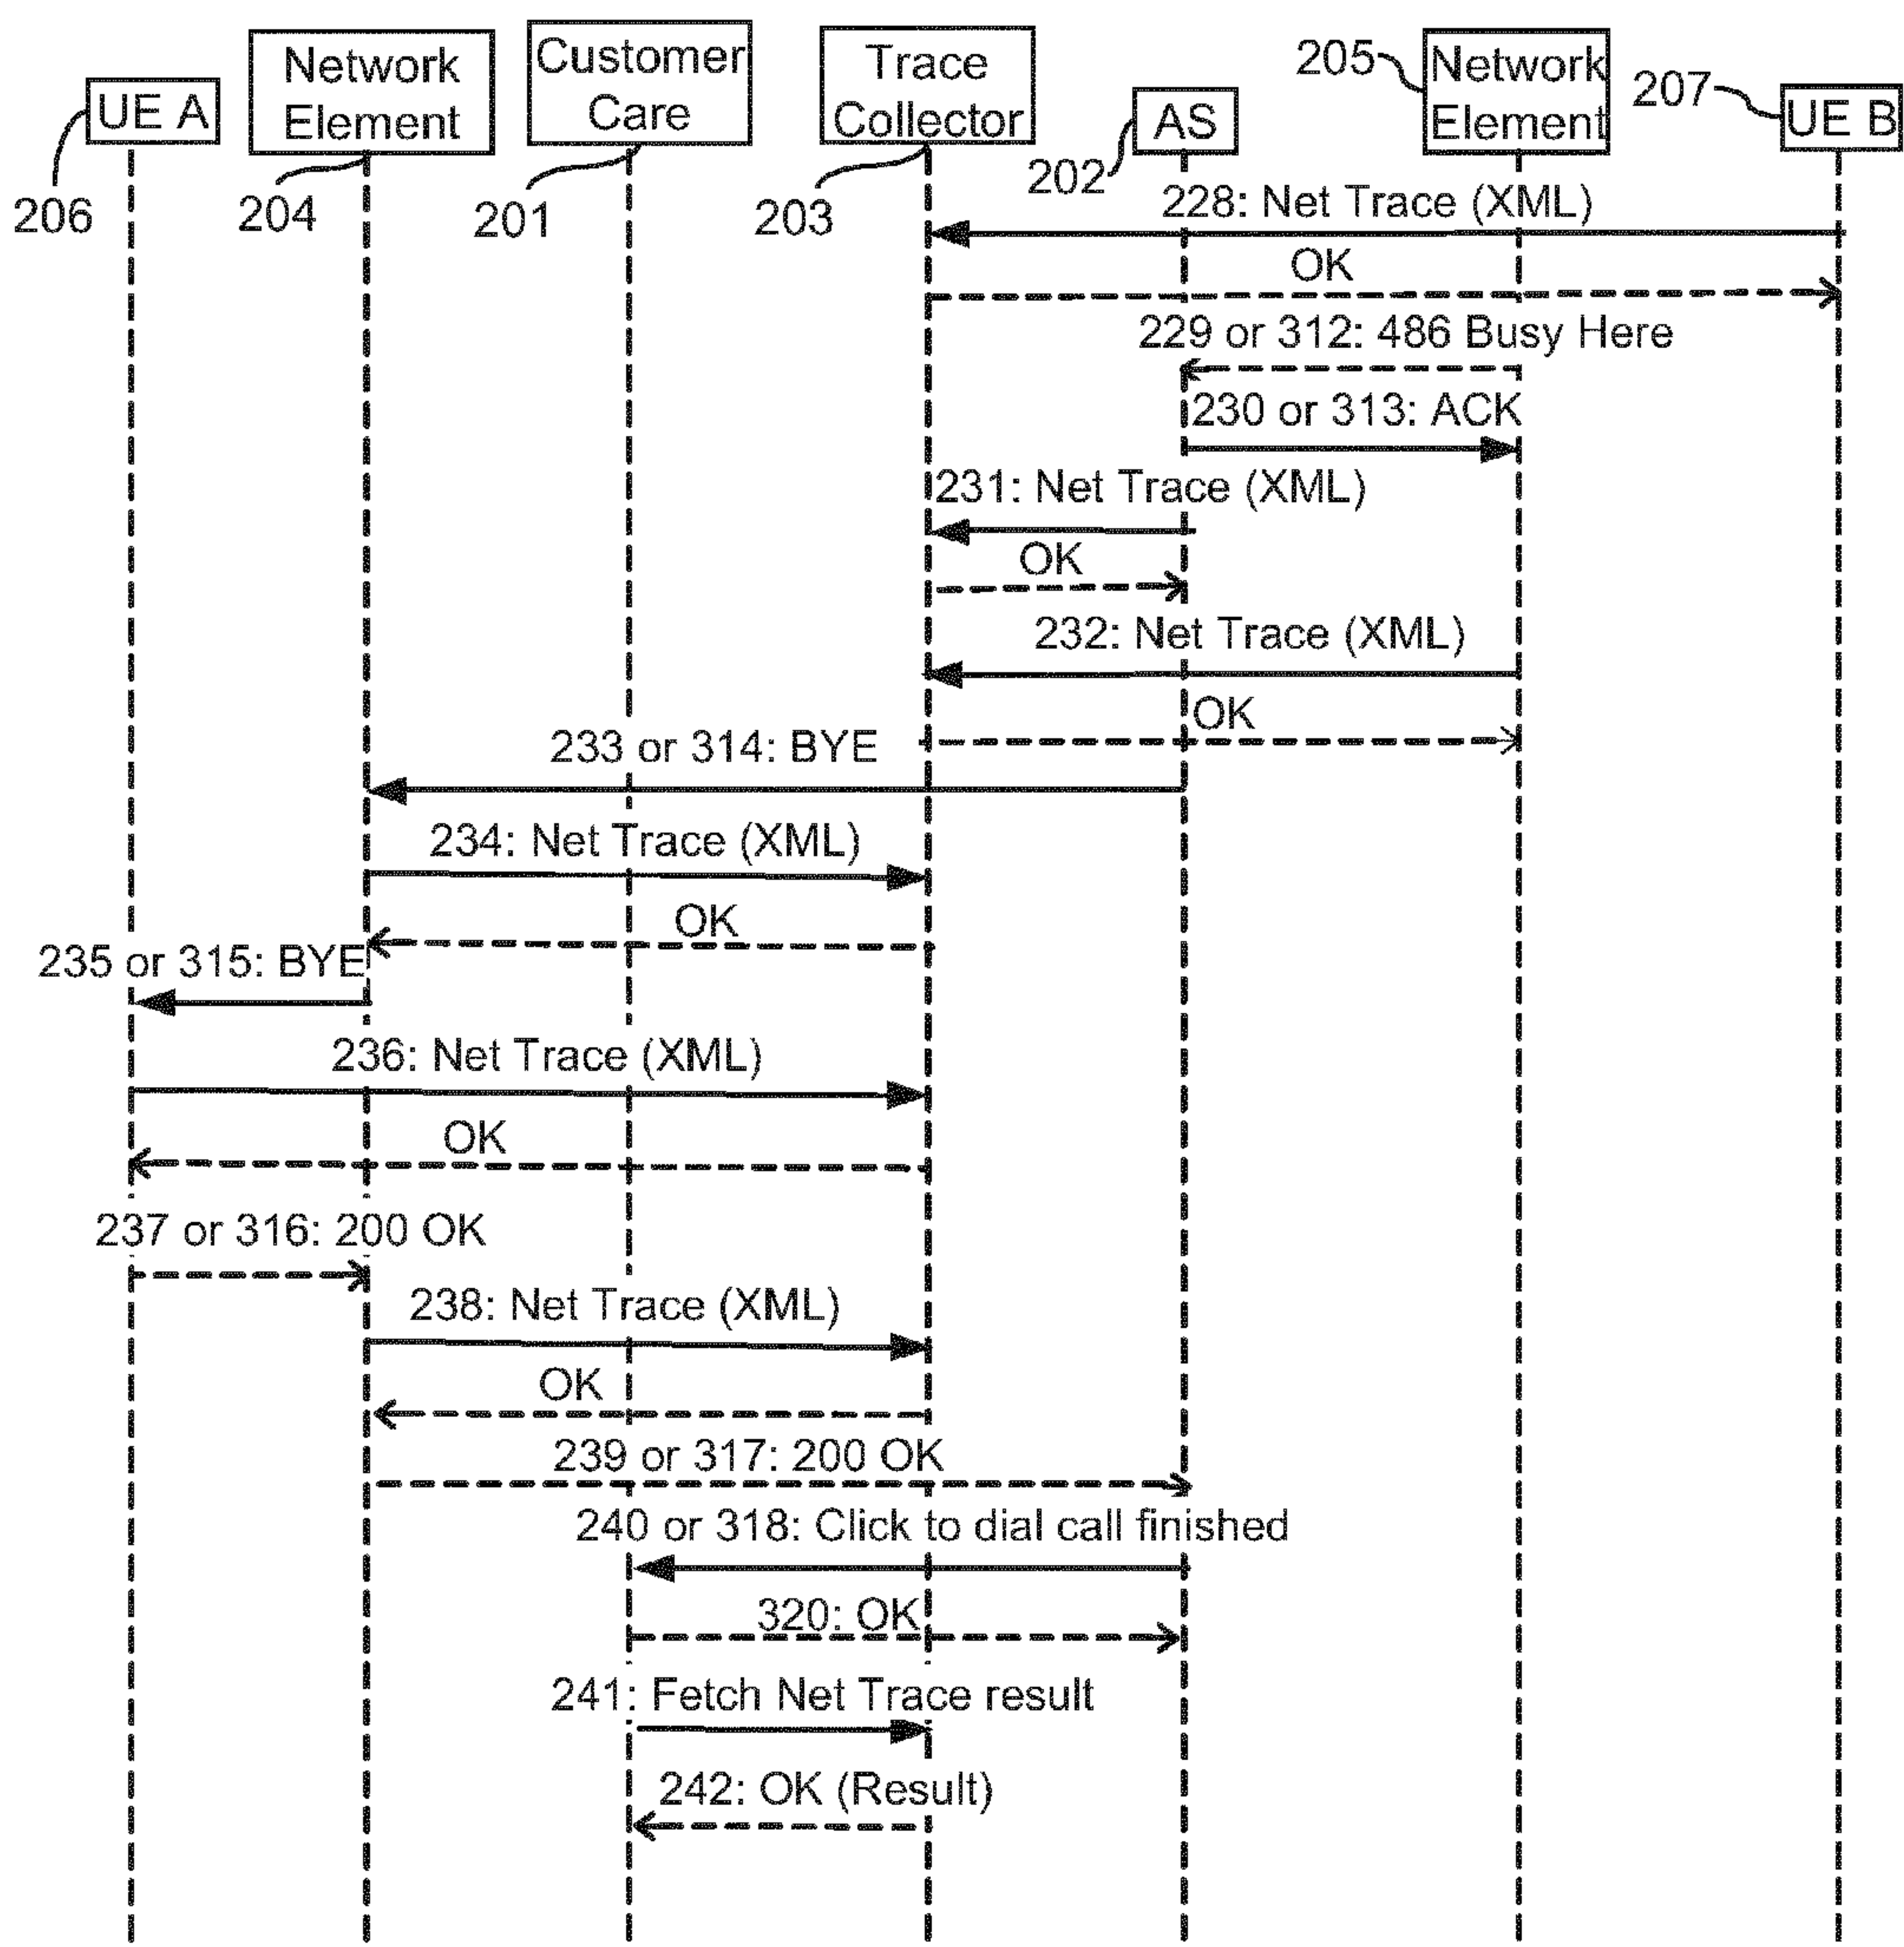 UE A
Network
Element
Customer
Care
Trace
Collector
AS
Network
Element
UE B
206
204
201
203
202
205
207
228: Net Trace (XML)
OK
229 or 312: 486 Busy Here
230 or 313: ACK
231: Net Trace (XML)
OK
232: Net Trace (XML)
OK
233 or 314: BYE
234: Net Trace (XML)
OK
235 or 315: BYE
236: Net Trace (XML)
OK
237 or 316: 200 OK
238: Net Trace (XML)
OK
239 or 317: 200 OK
240 or 318: Click to dial call finished
320: OK
241: Fetch Net Trace result
242: OK (Result)